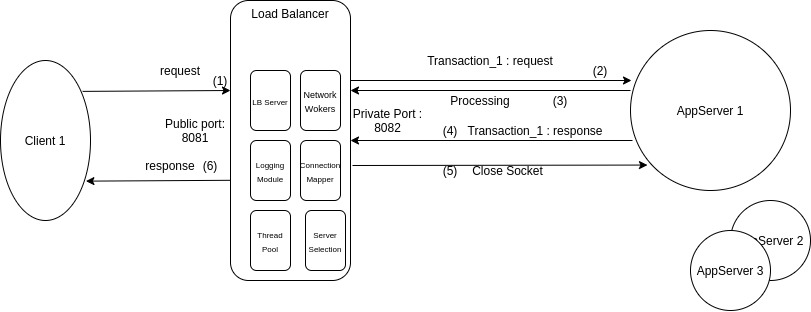 Load Balancer
request
(1)
Transaction_1 : request
(2)
LB Server
Network
Wokers
Processing
(3)
AppServer 1
Client 1
Public port:
8081
Private Port :
8082
(4)
Transaction_1 : response
response
(6)
Logging
Module
Connection
Mapper
(5)
Close Socket
Thread
Pool
Server
Selection
Server 2
AppServer 3